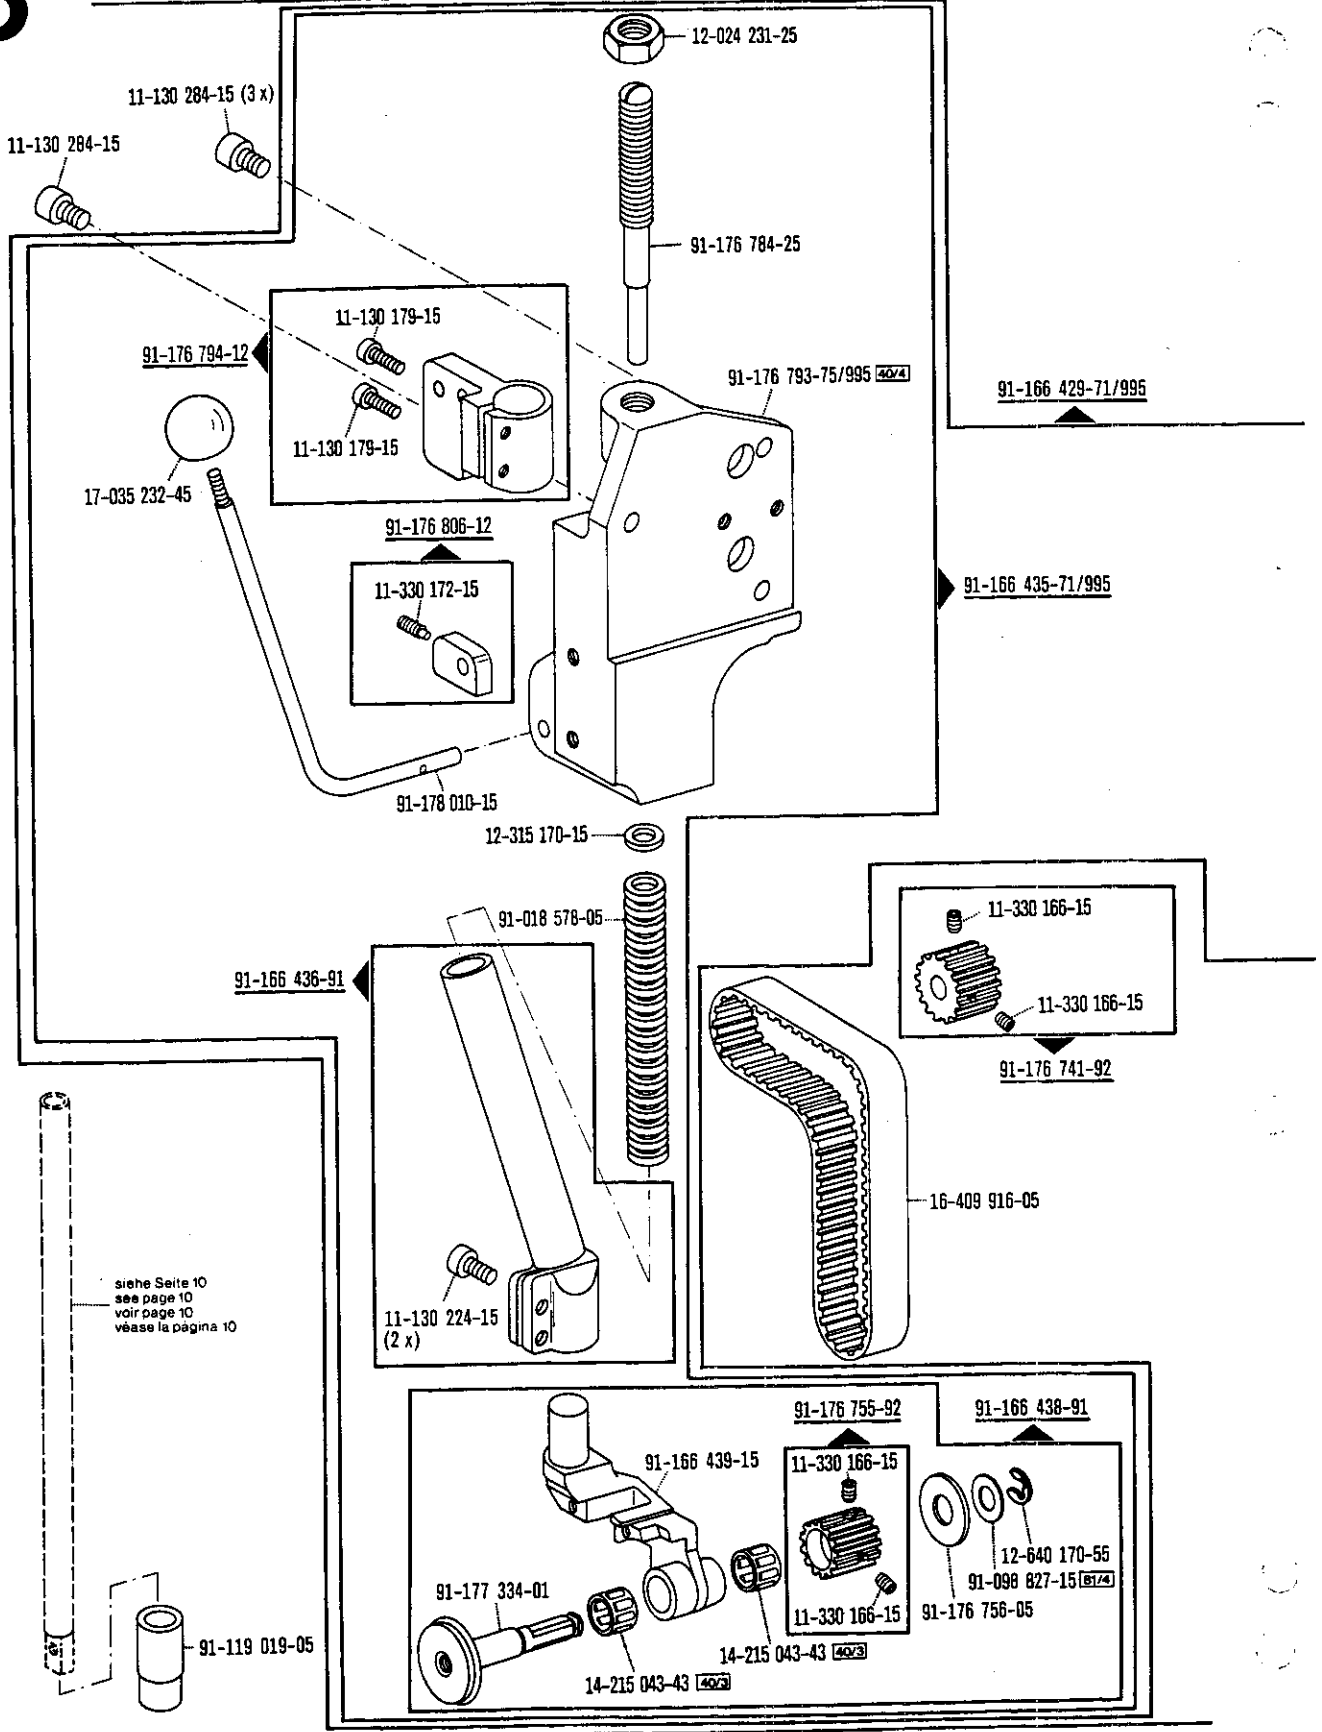 12-024 231-25
11-130 284-15 (3 x)
11-130 284-15
91-176 784-25
11-130 179-15
91-176 794-12
91-176 793-75/995 40/4
91-166 429-71/995
11-130 179-15
17-035 232-45
91-176 806-12
11-330 172-15
91-166 435-71/995
91-178 010-15
12-315 170-15
91-018 578-05
11-330 166-15
91-166 436-91
11-330 166-15
91-176 741-92
16-409 916-05
siehe Seite 10
see page 10
voir page 10
véase la página 10
11-130 224-15
(2 x)
91-176 755-92
91-166 438-91
91-166 439-15
11-330 166-15
12-640 170-55
91-098 827-15 81/4
91-177 334-01
11-330 166-15
91-176 756-05
91-119 019-05
14-215 043-43 40/3
14-215 043-43 40/3